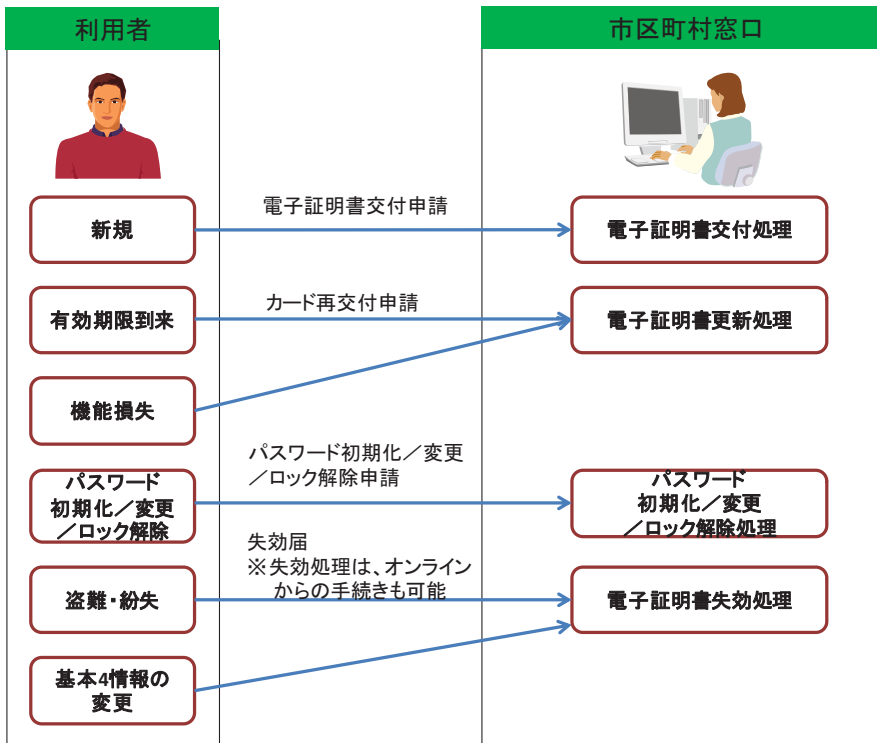 利用者
市区町村窓口
新規
電子証明書交付申請
電子証明書交付処理
有効期限到来
カード再交付申請
電子証明書更新処理
機能損失
パスワード
初期化／変更
／ロック解除
パスワード初期化／変更
／ロック解除申請
パスワード
初期化／変更
／ロック解除処理
盗難・紛失
失効届
※失効処理は、オンライン
からの手続きも可能
電子証明書失効処理
基本4情報の
変更